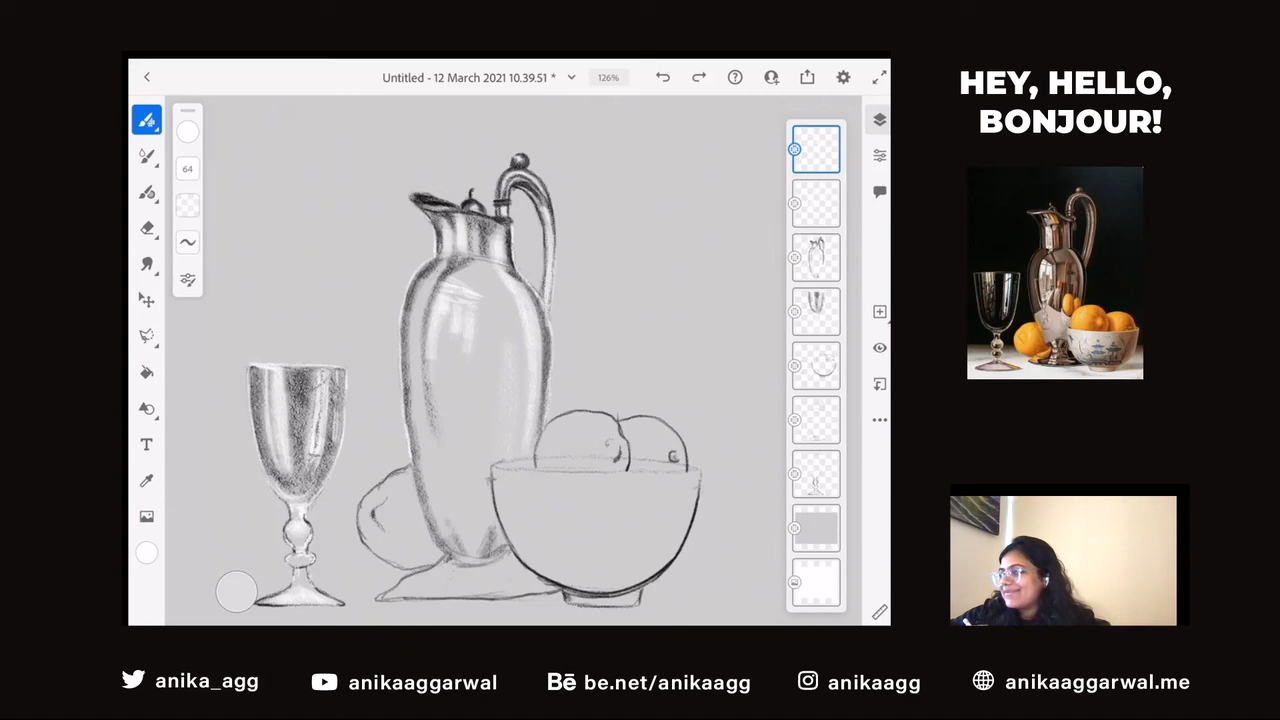 Untitled - 12 March 2021 10.39.51 *
126%
HEY, HELLO,
BONJOUR!
64
T
anika_agg
anikaaggarwal
Bē be.net/anikaagg
anikaagg
anikaaggarwal.me